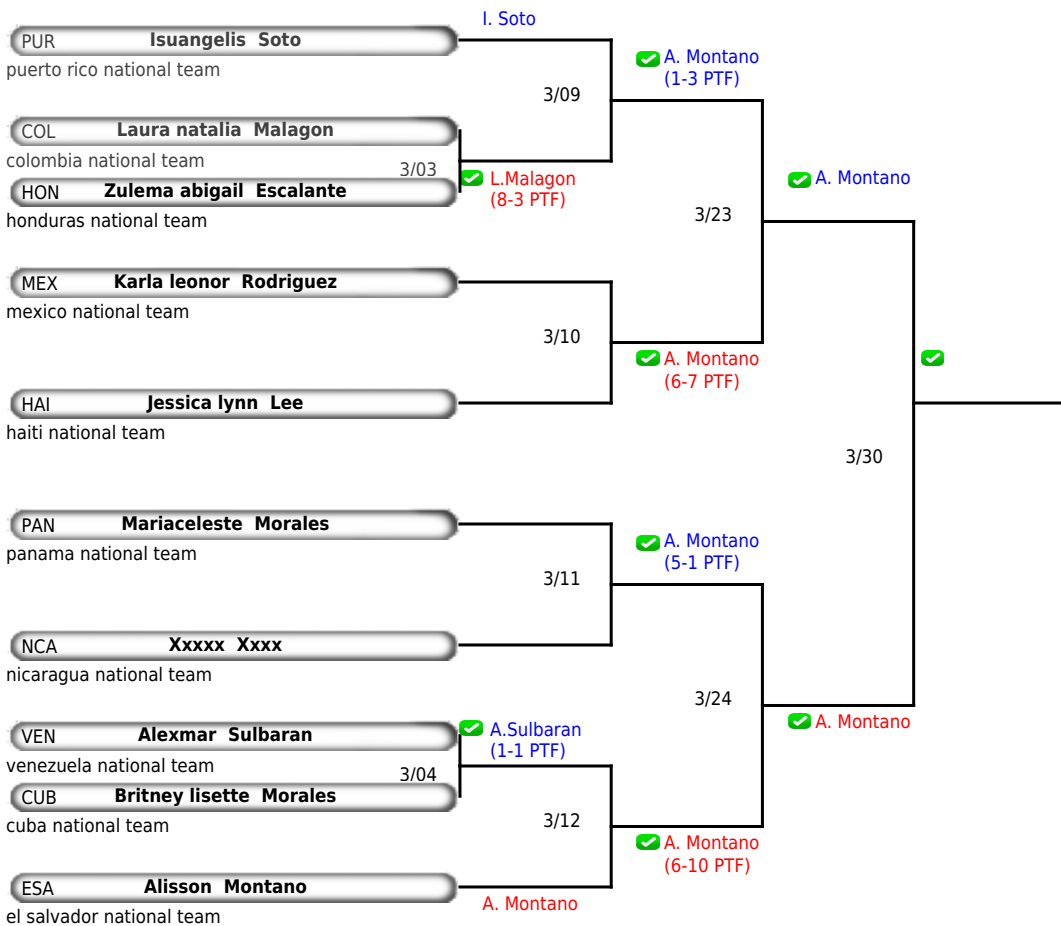 I. Soto
PUR Isuangelis Soto
puerto rico national team
A. Montano
(1-3 PTF)
3/09
COL Laura natalia Malagon
colombia national team
3/03
L.Malagon
(8-3 PTF)
HON Zulema abigail Escalante
honduras national team
A. Montano
3/23
MEX Karla leonor Rodriguez
mexico national team
3/10
A. Montano
(6-7 PTF)
HAI Jessica lynn Lee
haiti national team
3/30
PAN Mariaceleste Morales
panama national team
A. Montano
(5-1 PTF)
3/11
NCA Xxxxx Xxxx
nicaragua national team
3/24
A. Montano
VEN Alexmar Sulbaran
venezuela national team
A.Sulbaran
(1-1 PTF)
3/04
CUB Britney lisette Morales
cuba national team
3/12
A. Montano
(6-10 PTF)
ESA Alisson Montano
el salvador national team
A. Montano